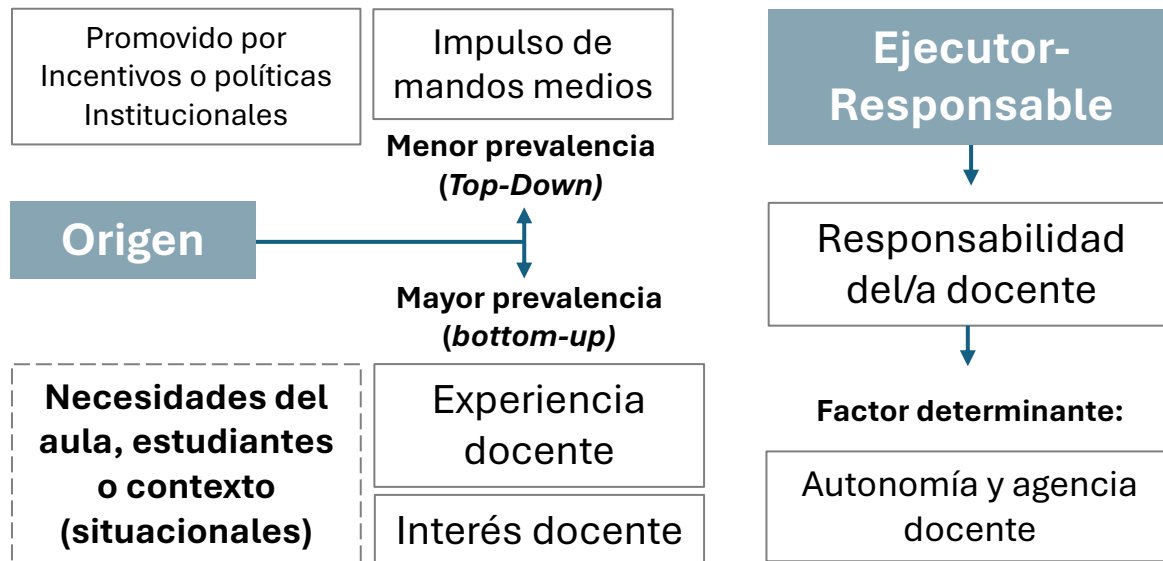 Promovido por
Incentivos o políticas
Institucionales
Impulso de
mandos medios
Menor prevalencia
(Top-Down)
Origen
Mayor prevalencia
(bottom-up)
Necesidades del
aula, estudiantes
o contexto
(situacionales)
Experiencia
docente
Interés docente
Ejecutor-
Responsable
Responsabilidad
del/a docente
Factor determinante:
Autonomía y agencia
docente